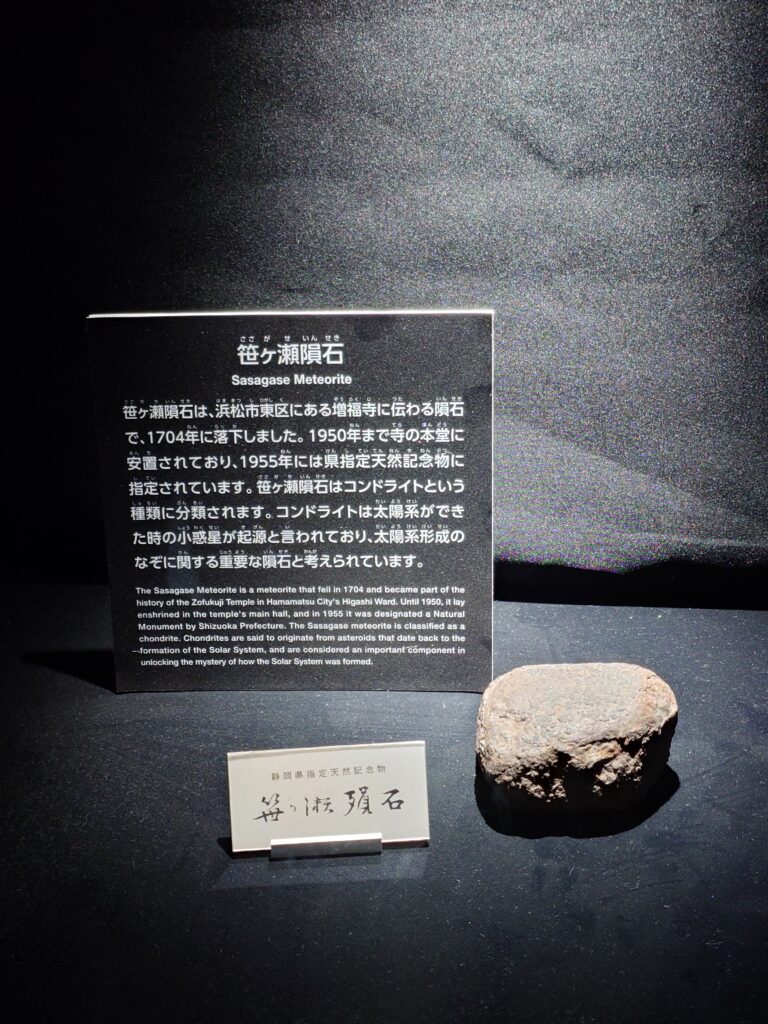 笹ヶ瀬隕石
Sasagase Meteorite
笹ヶ瀬隕石は、浜松市東区にある増福寺に伝わる隕石
で、1704年に落下しました。1950年まで寺の本堂に
安置されており、1955年には県指定天然記念物に
指定されています。笹ヶ瀬隕石はコンドライトという
種類に分類されます。コンドライトは太陽系ができ
た時の小惑星が起源と言われており、太陽系形成の
なぞに関する重要な隕石と考えられています。
The Sasagase Meteorite is a meteorite that fell in 1704 and became part of the
history of the Zofukuji Temple in Hamamatsu City's Higashi Ward. Until 1950, it lay
enshrined in the temple's main hall, and in 1955 it was designated a Natural
Monument by Shizuoka Prefecture. The Sasagase meteorite is classified as a
chondrite. Chondrites are said to originate from asteroids that date back to the
formation of the Solar System, and are considered an important component in
unlocking the mystery of how the Solar System was formed.
静岡県指定天然記念物
笹ヶ瀬隕石